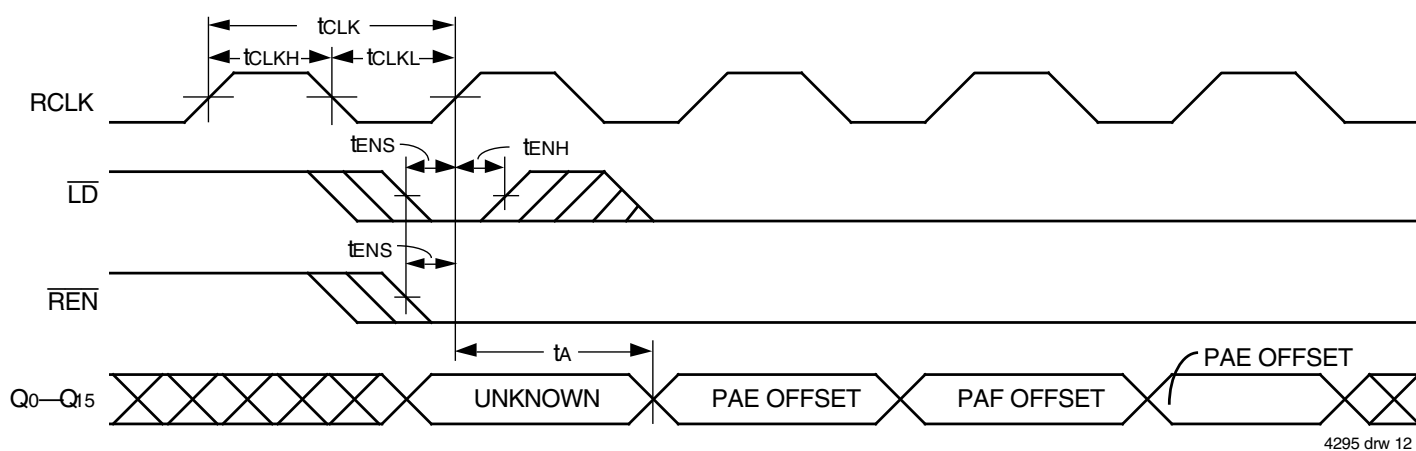 tCLK
tCLKH
tCLKL
RCLK
tENS
tENH
LD
tENS
REN
tA
PAE OFFSET
Q0—Q15
UNKNOWN
PAE OFFSET
PAF OFFSET
4295 drw 12